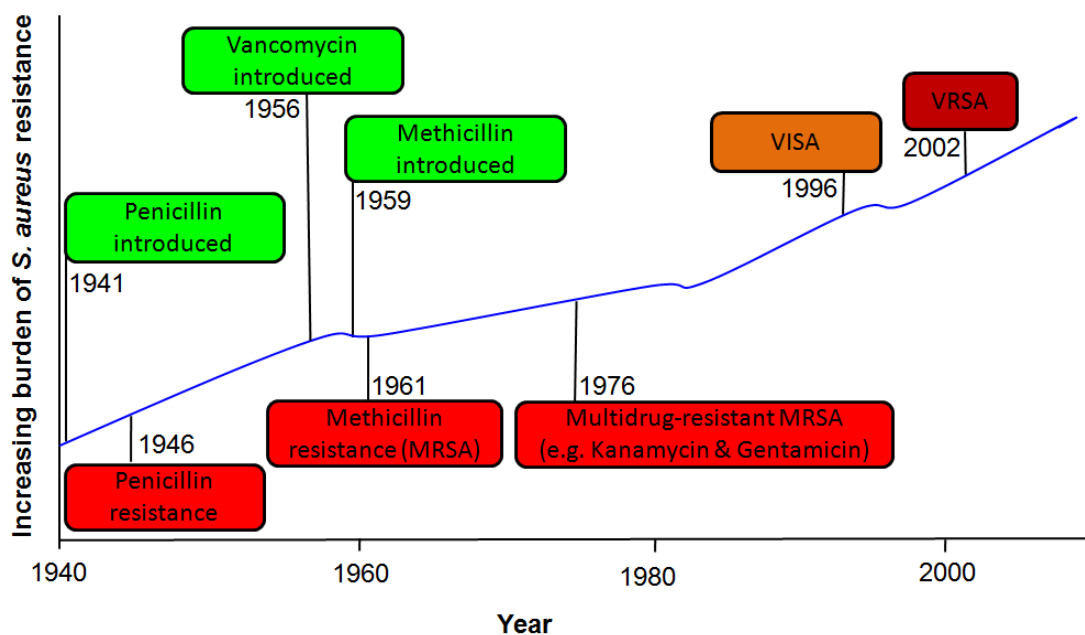 Increasing burden of S. aureus resistance
Vancomycin
introduced
1956
Methicillin
introduced
1959
Penicillin
introduced
1941
VISA
1996
VRSA
2002
1946
Penicillin
resistance
1961
Methicillin
resistance (MRSA)
1976
Multidrug-resistant MRSA
(e.g. Kanamycin & Gentamicin)
1940
1960
1980
2000
Year